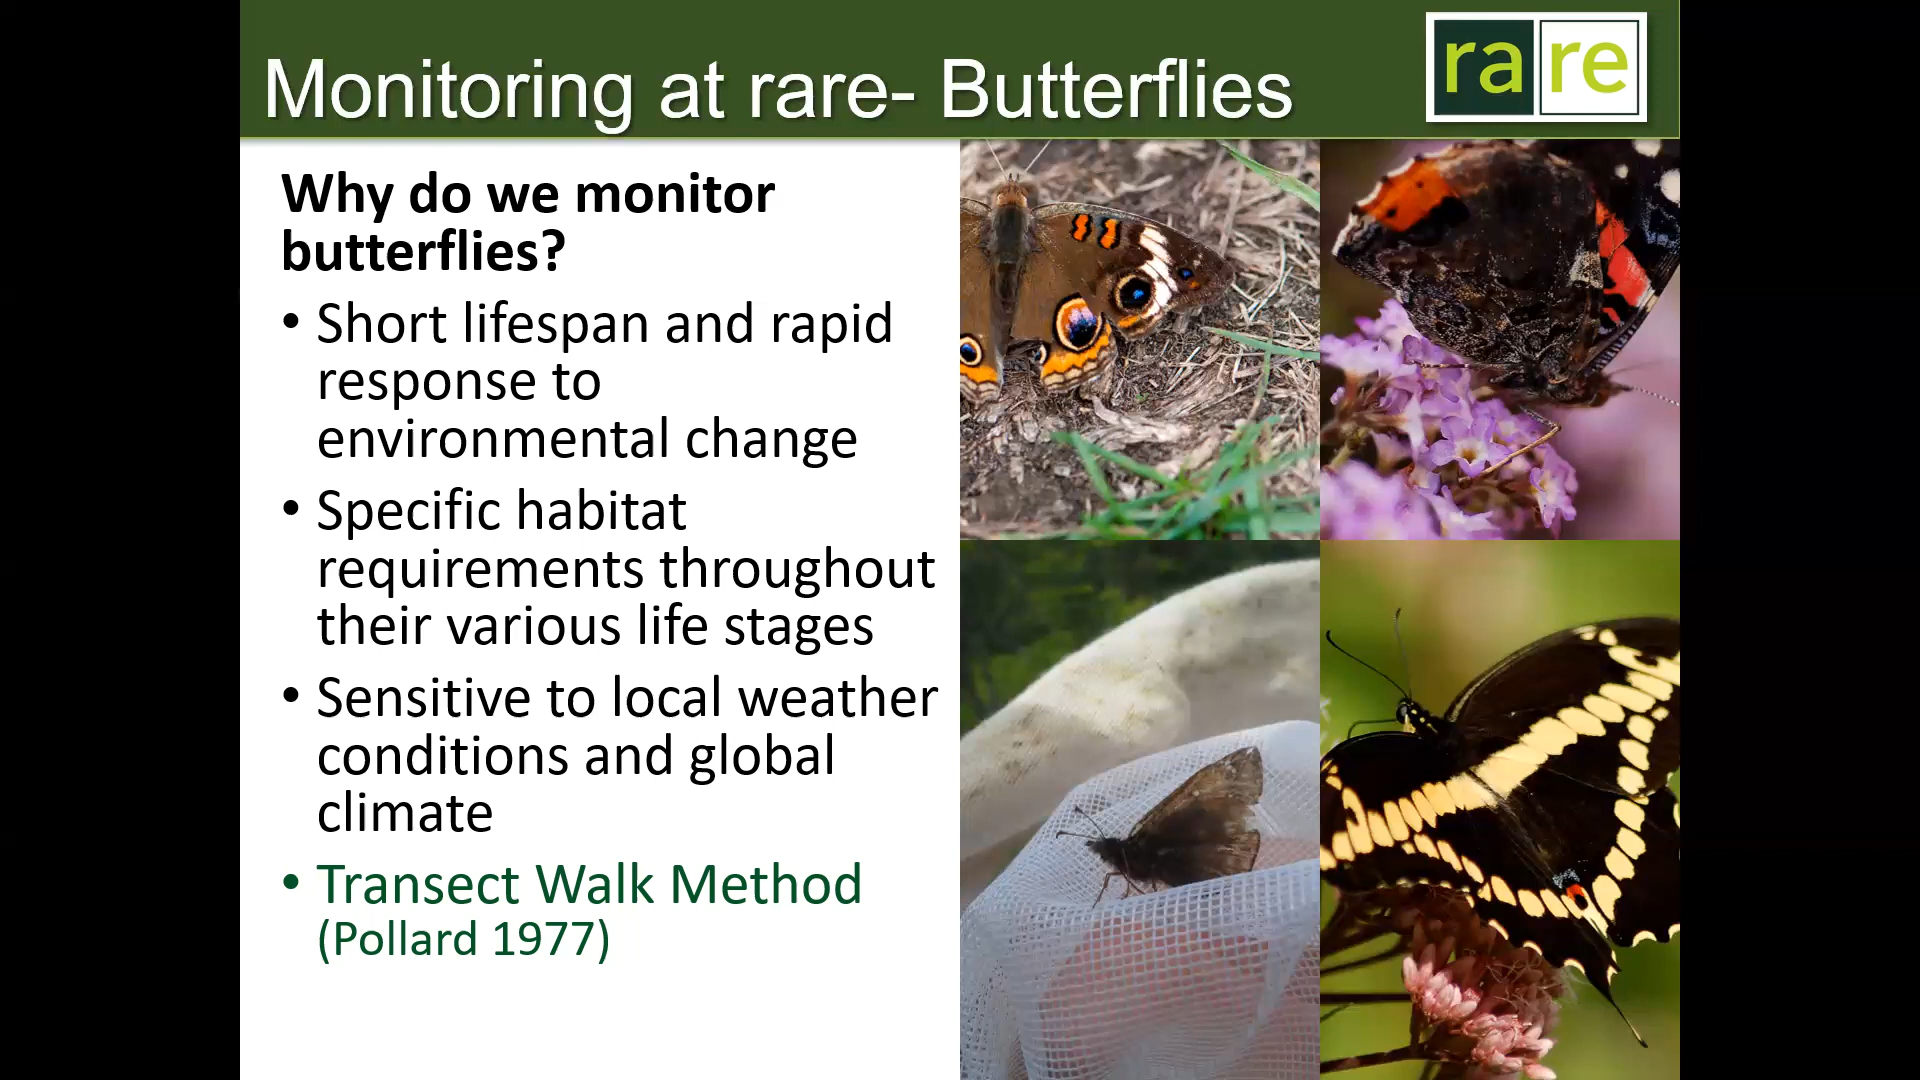 Monitoring at rare- Butterflies
rare
Why do we monitor
butterflies?
• Short lifespan and rapid
response to
environmental change
• Specific habitat
requirements throughout
their various life stages
• Sensitive to local weather
conditions and global
climate
• Transect Walk Method
(Pollard 1977)